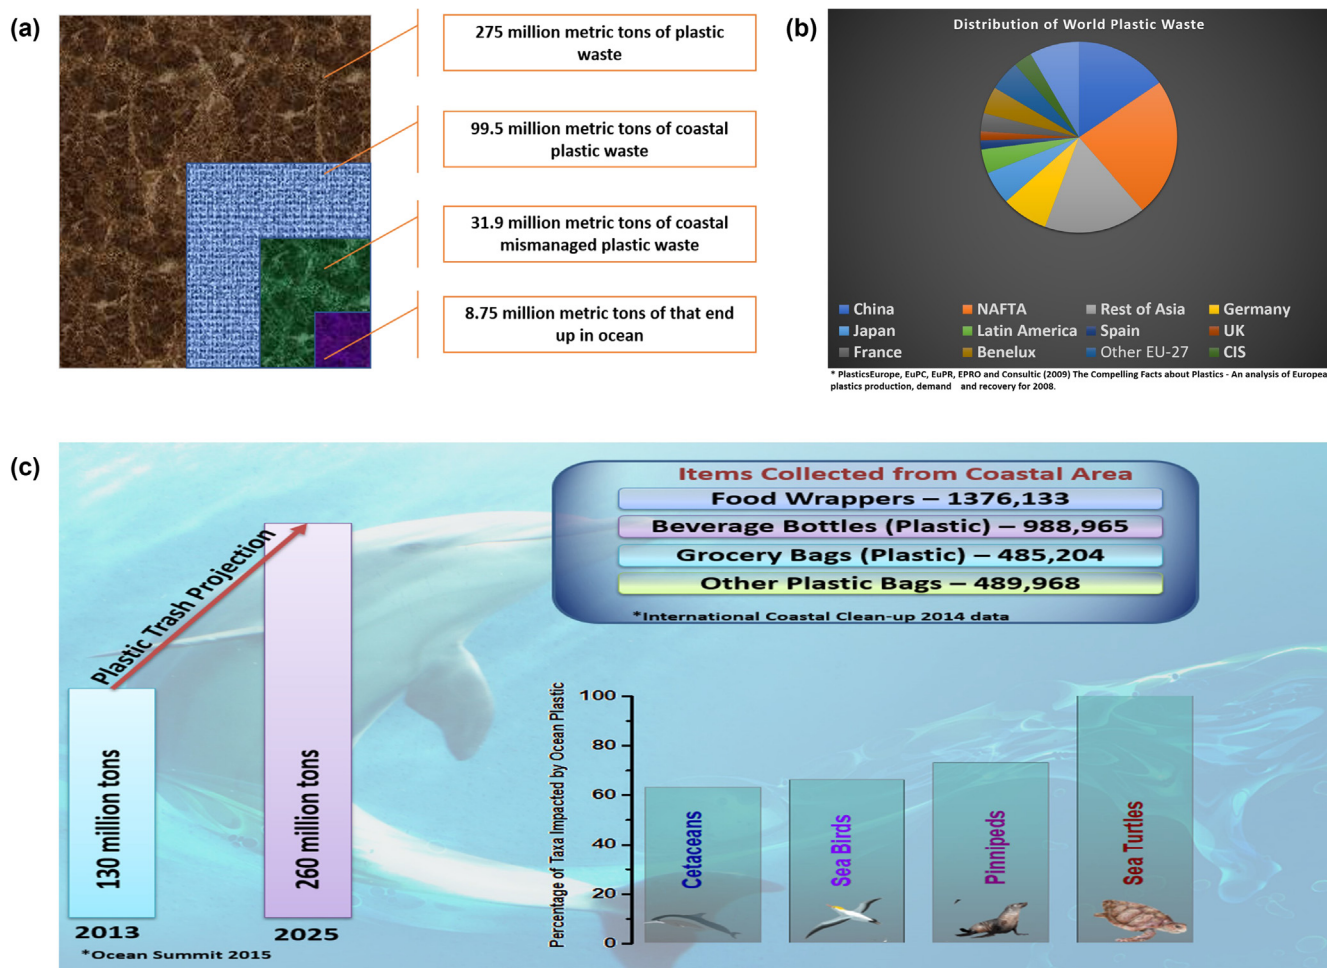 (a)
275 million metric tons of plastic
waste
99.5 million metric tons of coastal
plastic waste
31.9 million metric tons of coastal
mismanaged plastic waste
8.75 million metric tons of that end
up in ocean
(b)
Distribution of World Plastic Waste
China
NAFTA
Rest of Asia
Germany
Japan
Latin America
Spain
UK
France
Benelux
Other EU-27
CIS
* PlasticsEurope, EuPC, EuPR, EPRO and Consultic (2009) The Compelling Facts about Plastics - An analysis of European
plastics production, demand and recovery for 2008.
(c)
Plastic Trash Projection
130 million tons
260 million tons
2013
2025
*Ocean Summit 2015
Items Collected from Coastal Area
Food Wrappers – 1376,133
Beverage Bottles (Plastic) – 988,965
Grocery Bags (Plastic) – 485,204
Other Plastic Bags – 489,968
*International Coastal Clean-up 2014 data
Percentage of Taxa Impacted by Ocean Plastic
100
80
60
40
20
0
Cetaceans
Sea Birds
Pinnipeds
Sea Turtles